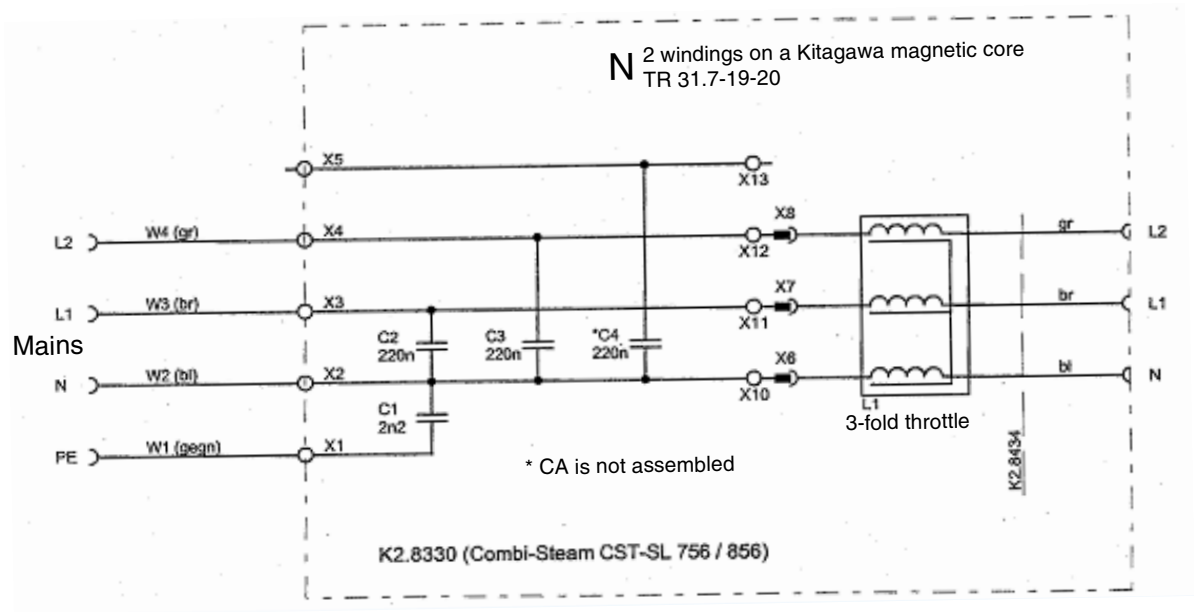 N 2 windings on a Kitagawa magnetic core
TR 31.7-19-20
X5
X13
L2 W4 (gr) X4 X12 X8 gr L2
L1 W3 (br) X3 X11 X7 br L1
Mains
C2
220n
C3
220n
*C4
220n
N W2 (bl) X2 X10 X6 bl N
C1
2n2
L1
3-fold throttle
PE W1 (gegn) X1
* CA is not assembled
K2.8434
K2.8330 (Combi-Steam CST-SL 756 / 856)